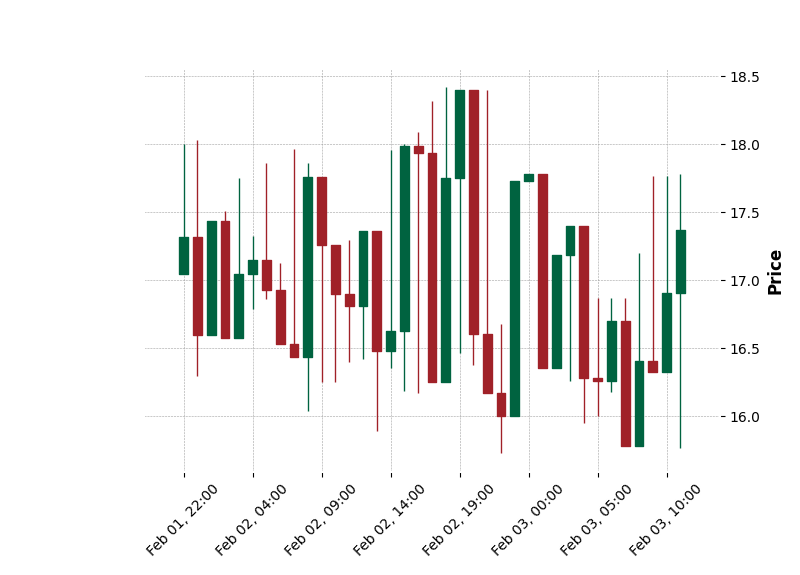 18.5
18.0
17.5
17.0
16.5
16.0
Price
Feb 01, 22:00
Feb 02, 04:00
Feb 02, 09:00
Feb 02, 14:00
Feb 02, 19:00
Feb 03, 00:00
Feb 03, 05:00
Feb 03, 10:00